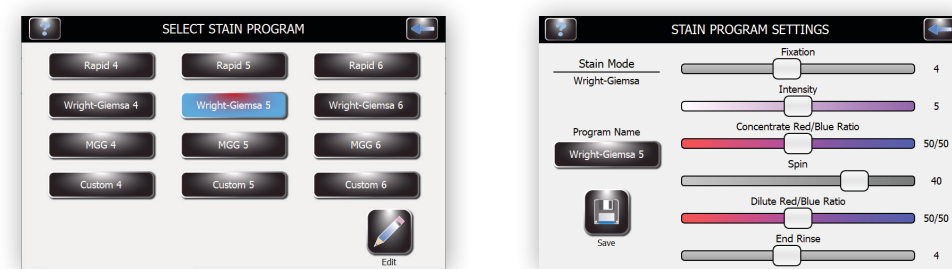 ? SELECT STAIN PROGRAM
Rapid 4 Rapid 5 Rapid 6
Wright-Giemsa 4 Wright-Giemsa 5 Wright-Giemsa 6
MGG 4 MGG 5 MGG 6
Custom 4 Custom 5 Custom 6
Edit
? STAIN PROGRAM SETTINGS
Stain Mode
Wright-Giemsa
Program Name
Wright-Giemsa 5
Save
Fixation
4
Intensity
5
Concentrate Red/Blue Ratio
50/50
Spin
40
Dilute Red/Blue Ratio
50/50
End Rinse
4